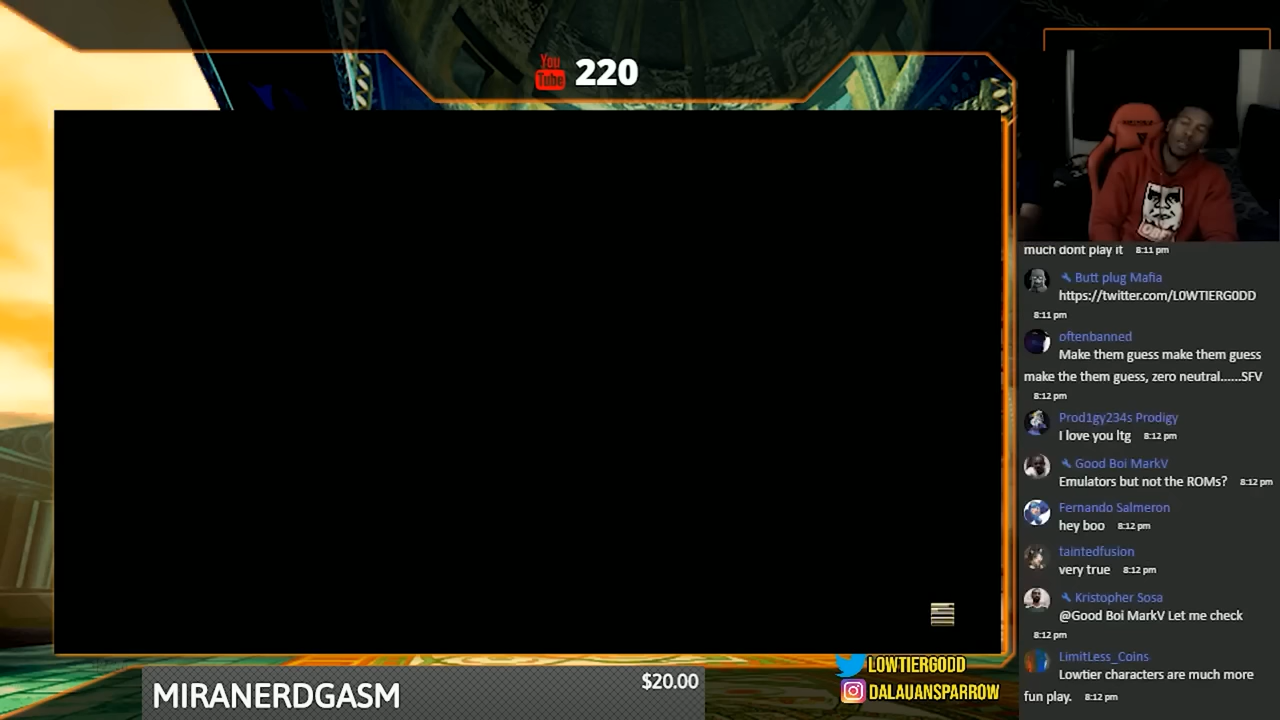 You
Tube
220
OBEY
much dont play it 8:11 pm
Butt plug Mafia
https://twitter.com/L0WTIERG0DD
8:11 pm
oftenbanned
Make them guess make them guess
make the them guess, zero neutral......SFV
8:12 pm
Prod1gy234s Prodigy
I love you ltg 8:12 pm
Good Boi MarkV
Emulators but not the ROMs? 8:12 pm
Fernando Salmeron
hey boo 8:12 pm
taintedfusion
very true 8:12 pm
Kristopher Sosa
@Good Boi MarkV Let me check
8:12 pm
LimitLess_Coins
Lowtier characters are much more
fun play. 8:12 pm
LOWTIERGODD
DALAUANSPARROW
MIRANERDGASM
$20.00